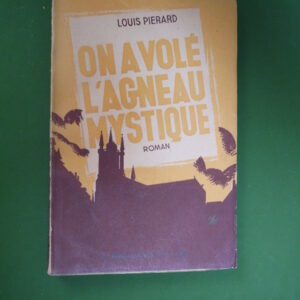 LOUIS PIERARD
ON A VOLÉ
L'AGNEAU
MYSTIQUE
ROMAN